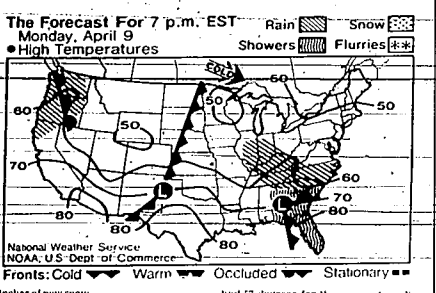 The Forecast For 7 p.m. EST
Monday, April 9
High Temperatures
Rain Snow
Showers Flurries
COLD
60
50
50
60
50
70
80
80
80
60
70
80
L
L
National Weather Service
NOAA, U.S. Dept. of Commerce
Fronts: Cold Warm Occluded Stationary